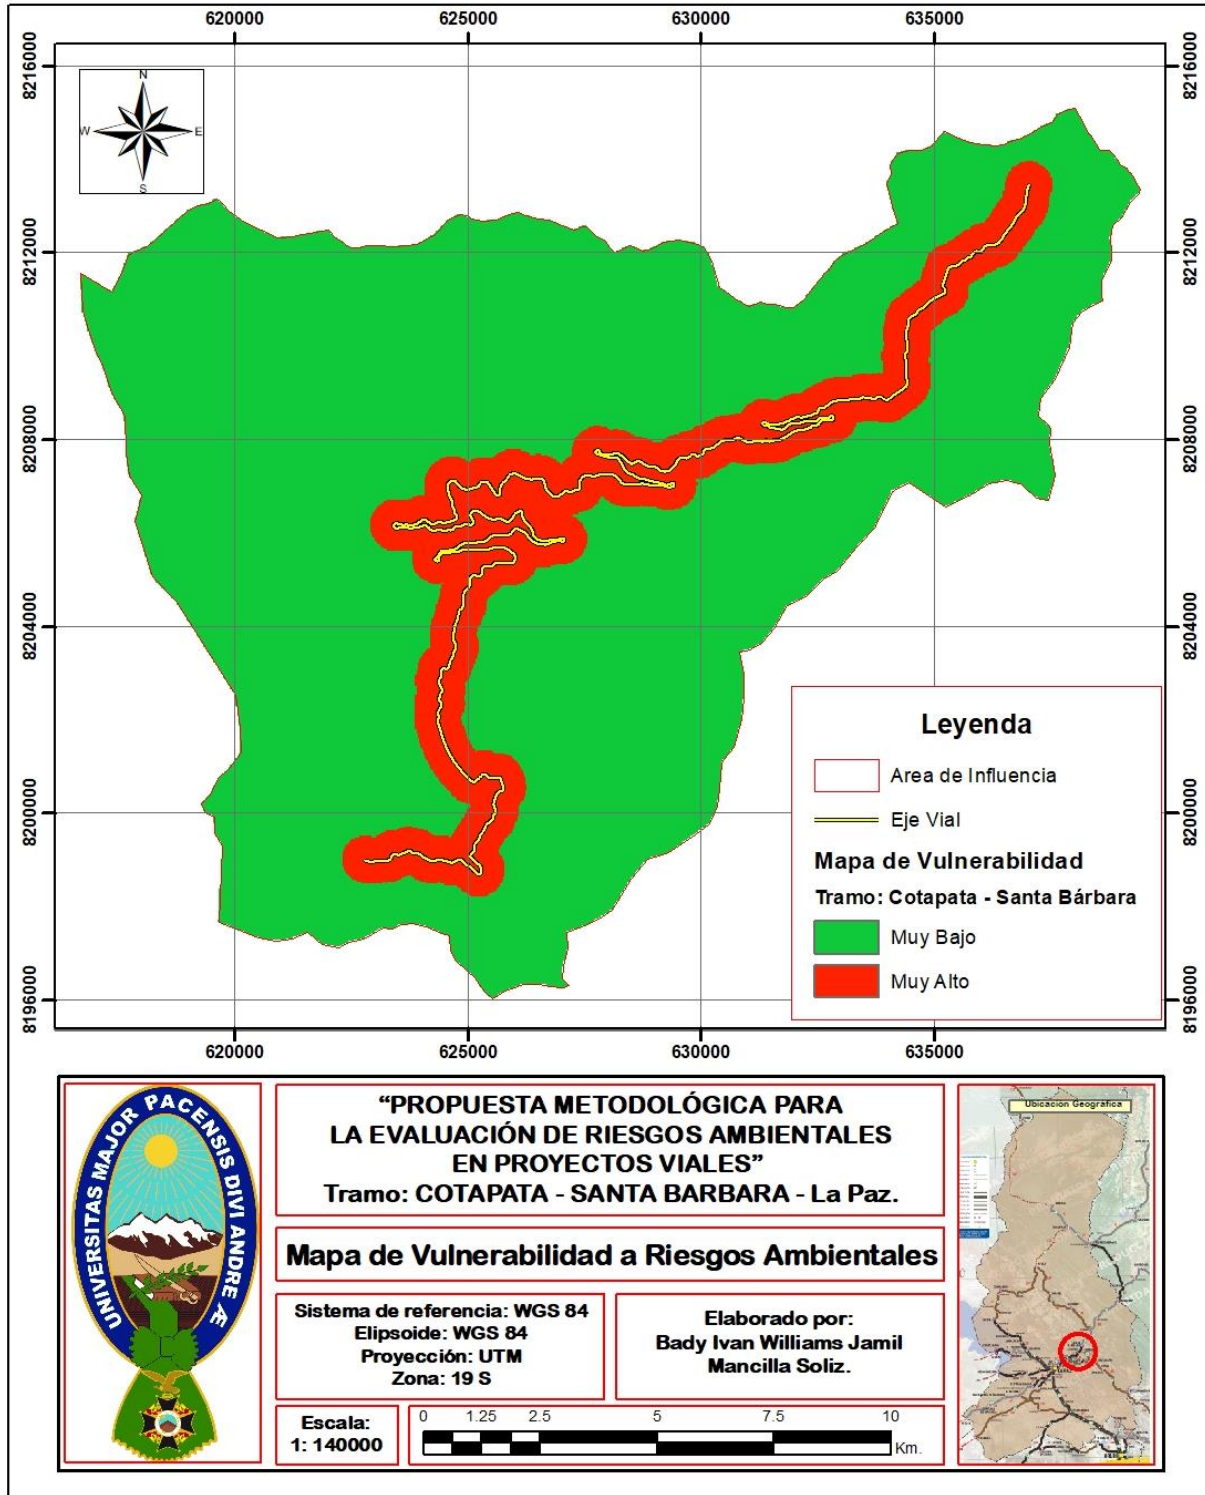 620000
625000
630000
635000
8216000
8216000
N
W
E
S
8212000
8212000
8208000
8208000
8204000
8204000
Leyenda
Area de Influencia
Eje Vial
Mapa de Vulnerabilidad
Tramo: Cotapata - Santa Bárbara
Muy Bajo
Muy Alto
8200000
8200000
8196000
8196000
620000
625000
630000
635000
UNIVERSITAS MAJOR PACENSIS DIVI ANDRE Æ
“PROPUESTA METODOLÓGICA PARA
LA EVALUACIÓN DE RIESGOS AMBIENTALES
EN PROYECTOS VIALES”
Tramo: COTAPATA - SANTA BARBARA - La Paz.
Mapa de Vulnerabilidad a Riesgos Ambientales
Sistema de referencia: WGS 84
Elipsoide: WGS 84
Proyección: UTM
Zona: 19 S
Elaborado por:
Bady Ivan Williams Jamil
Mancilla Soliz.
Escala:
1: 140000
0 1.25 2.5 5 7.5 10
Km.
Ubicación Geográfica